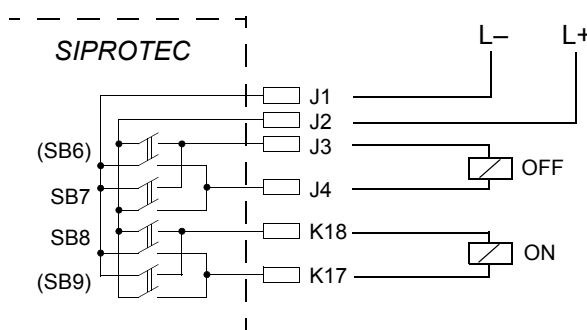 L– L+
SIPROTEC
J1
J2
(SB6) J3 OFF
SB7 J4
SB8 K18 ON
(SB9) K17